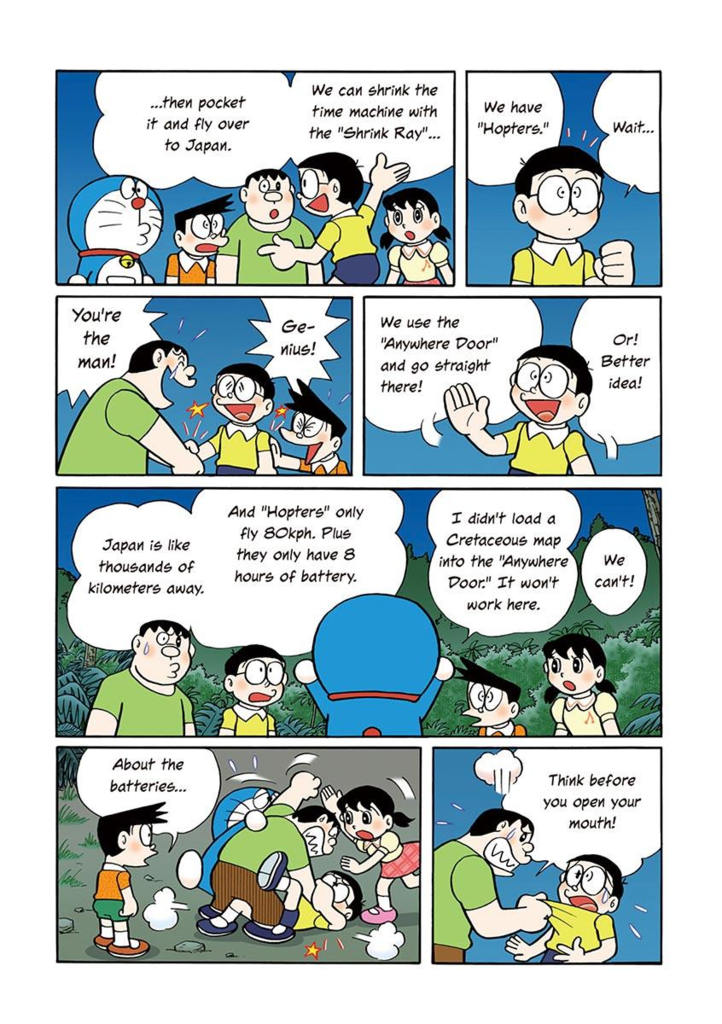 Wait...
We have
"Hopters."
We can shrink the
time machine with
the "Shrink Ray"...
...then pocket
it and fly over
to Japan.
Or!
Better
idea!
We use the
"Anywhere Door"
and go straight
there!
Ge-
nius!
You're
the
man!
We
can't!
I didn't load a
Cretaceous map
into the "Anywhere
Door." It won't
work here.
And "Hopters" only
fly 80kph. Plus
they only have 8
hours of battery.
Japan is like
thousands of
kilometers away.
Think before
you open your
mouth!
About the
batteries...